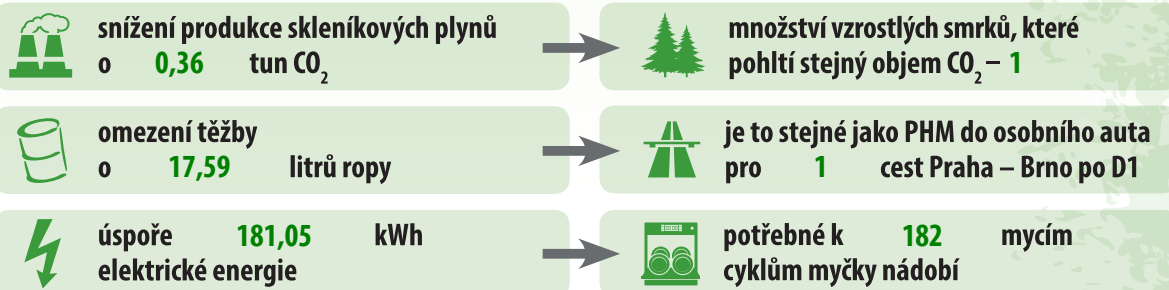 snížení produkce skleníkových plynů
o 0,36 tun CO₂
množství vzrostlých smrků, které
pohltí stejný objem CO₂ – 1
omezení těžby
o 17,59 litrů ropy
je to stejné jako PHM do osobního auta
pro 1 cest Praha – Brno po D1
úspoře 181,05 kWh
elektrické energie
potřebné k 182 mycím
cyklům myčky nádobí